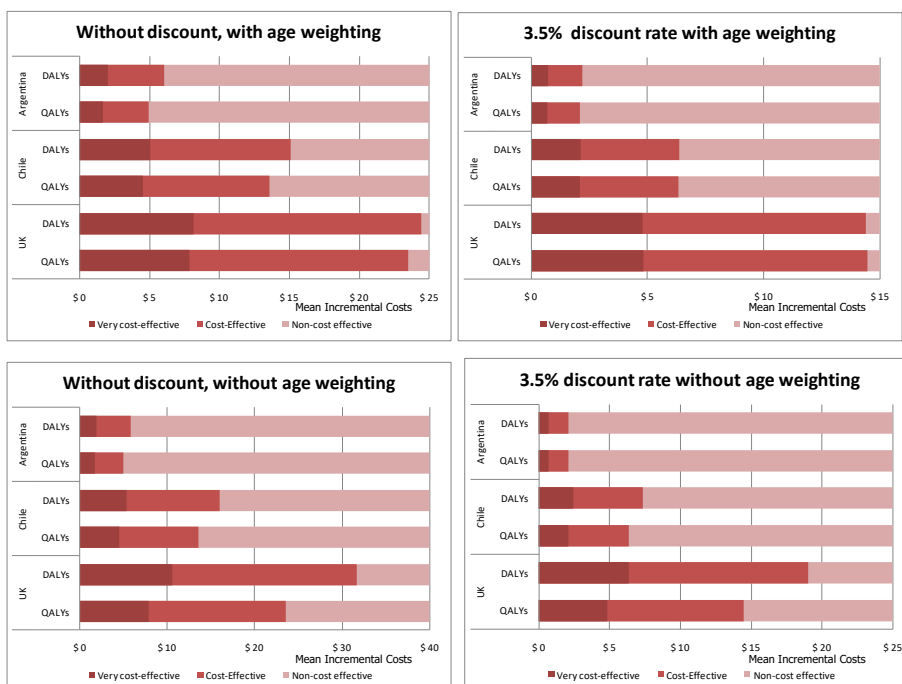 Without discount, with age weighting
Argentina
DALYs
QALYs
Chile
DALYs
QALYs
UK
DALYs
QALYs
$ 0 $ 5 $ 10 $ 15 $ 20 $ 25
Mean Incremental Costs
Very cost-effective Cost-Effective Non-cost effective
3.5% discount rate with age weighting
Argentina
DALYs
QALYs
Chile
DALYs
QALYs
UK
DALYs
QALYs
$ 0 $ 5 $ 10 $ 15
Mean Incremental Costs
Very cost-effective Cost-Effective Non-cost effective
Without discount, without age weighting
Argentina
DALYs
QALYs
Chile
DALYs
QALYs
UK
DALYs
QALYs
$ 0 $ 10 $ 20 $ 30 $ 40
Mean Incremental Costs
Very cost-effective Cost-Effective Non-cost effective
3.5% discount rate without age weighting
Argentina
DALYs
QALYs
Chile
DALYs
QALYs
UK
DALYs
QALYs
$ 0 $ 5 $ 10 $ 15 $ 20 $ 25
Mean Incremental Costs
Very cost-effective Cost-Effective Non-cost effective